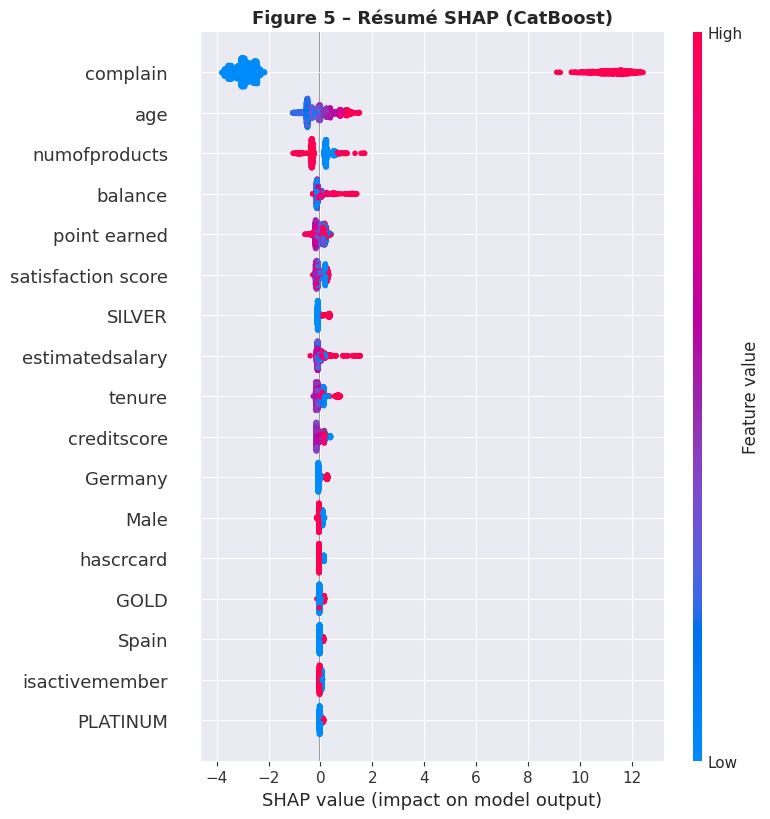 Figure 5 – Résumé SHAP (CatBoost)
High
complain
age
numofproducts
balance
point earned
satisfaction score
SILVER
estimatedsalary
tenure
creditscore
Germany
Male
hascrcard
GOLD
Spain
isactivemember
PLATINUM
Feature value
Low
−4 −2 0 2 4 6 8 10 12
SHAP value (impact on model output)